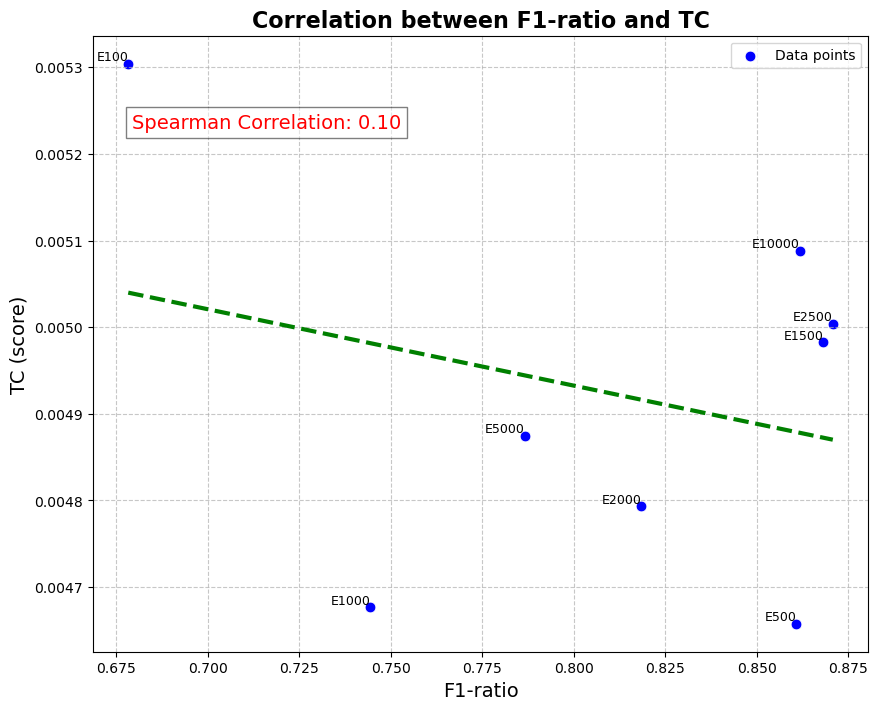 Correlation between F1-ratio and TC
Data points
E100
Spearman Correlation: 0.10
E10000
E2500
E1500
E5000
E2000
E1000
E500
0.0053
0.0052
0.0051
0.0050
0.0049
0.0048
0.0047
TC (score)
0.675 0.700 0.725 0.750 0.775 0.800 0.825 0.850 0.875
F1-ratio